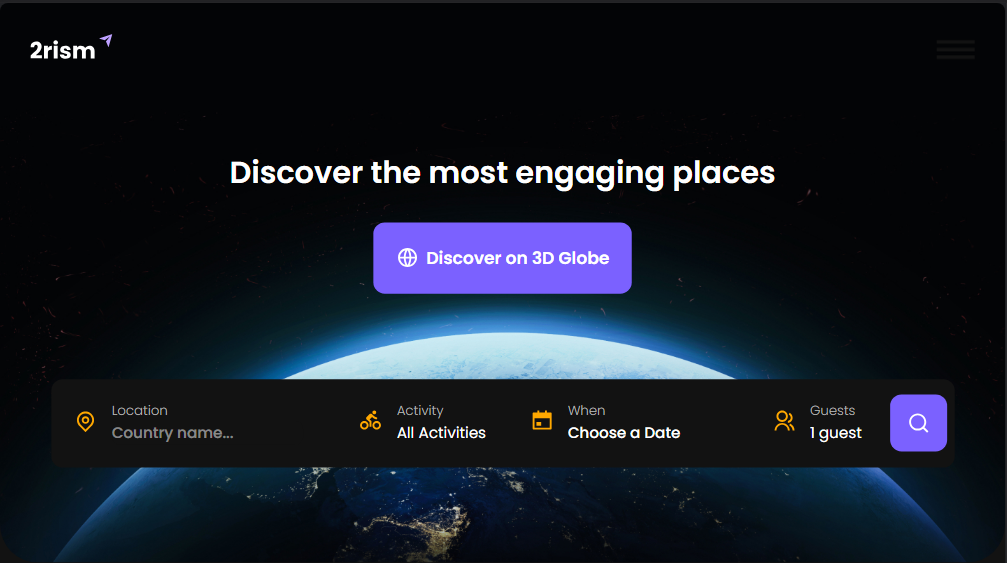 2rism
Discover the most engaging places
Discover on 3D Globe
Location
Country name...
Activity
All Activities
When
Choose a Date
Guests
1 guest